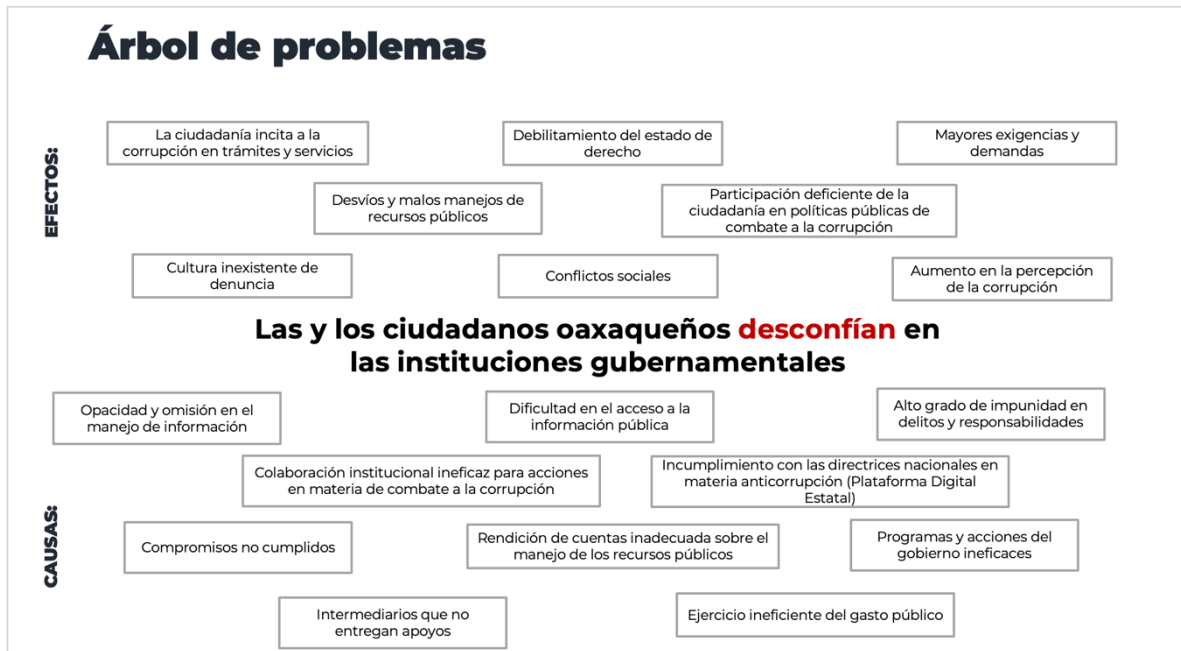 Árbol de problemas
EFECTOS:
La ciudadanía incita a la
corrupción en trámites y servicios
Debilitamiento del estado de
derecho
Mayores exigencias y
demandas
Desvíos y malos manejos de
recursos públicos
Participación deficiente de la
ciudadanía en políticas públicas de
combate a la corrupción
Cultura inexistente de
denuncia
Conflictos sociales
Aumento en la percepción
de la corrupción
Las y los ciudadanos oaxaqueños desconfían en
las instituciones gubernamentales
CAUSAS:
Opacidad y omisión en el
manejo de información
Dificultad en el acceso a la
información pública
Alto grado de impunidad en
delitos y responsabilidades
Colaboración institucional ineficaz para acciones
en materia de combate a la corrupción
Incumplimiento con las directrices nacionales en
materia anticorrupción (Plataforma Digital
Estatal)
Compromisos no cumplidos
Rendición de cuentas inadecuada sobre el
manejo de los recursos públicos
Programas y acciones del
gobierno ineficaces
Intermediarios que no
entregan apoyos
Ejercicio ineficiente del gasto público